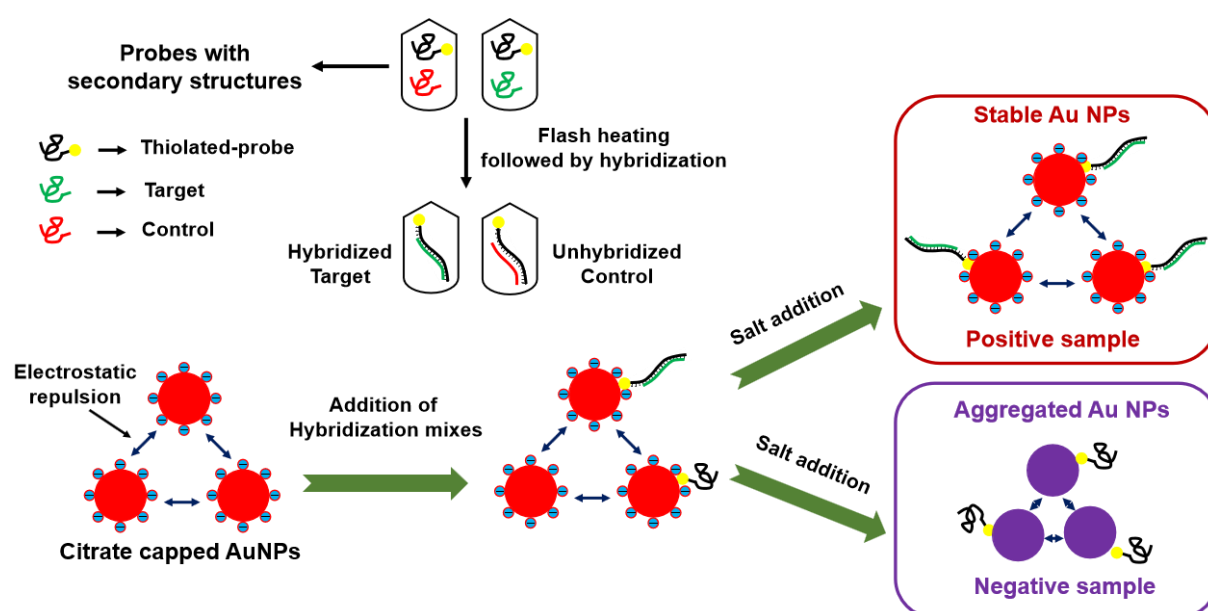 Probes with
secondary structures
Thiolated-probe
Target
Control
Flash heating
followed by hybridization
Hybridized
Target
Unhybridized
Control
Electrostatic
repulsion
Citrate capped AuNPs
Addition of
Hybridization mixes
Salt addition
Salt addition
Stable Au NPs
Positive sample
Aggregated Au NPs
Negative sample